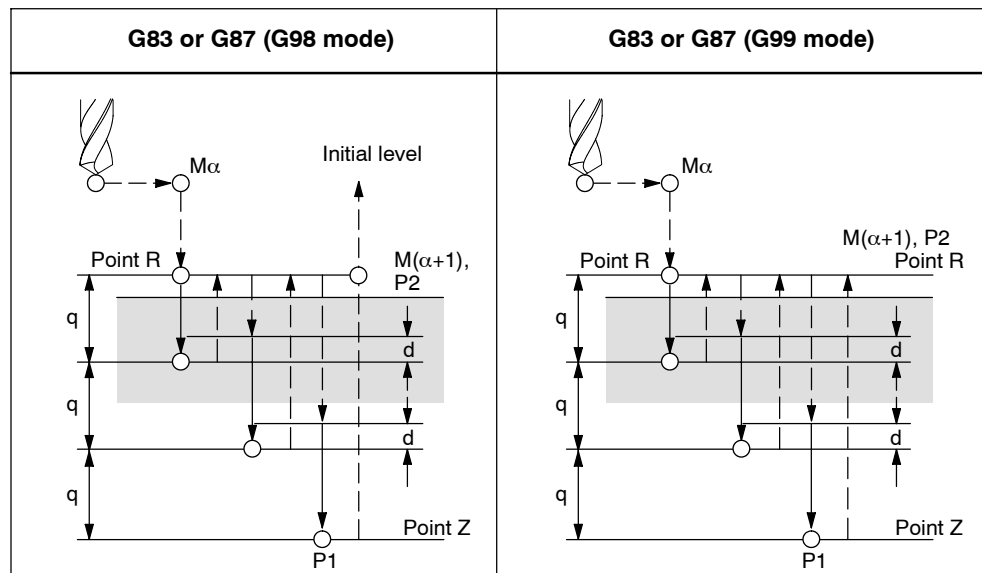 G83 or G87 (G98 mode)
Mα
Initial level
Point R
M(α+1),
P2
q
d
q
d
q
Point Z
P1
G83 or G87 (G99 mode)
Mα
M(α+1), P2
Point R
Point R
q
d
q
d
q
Point Z
P1